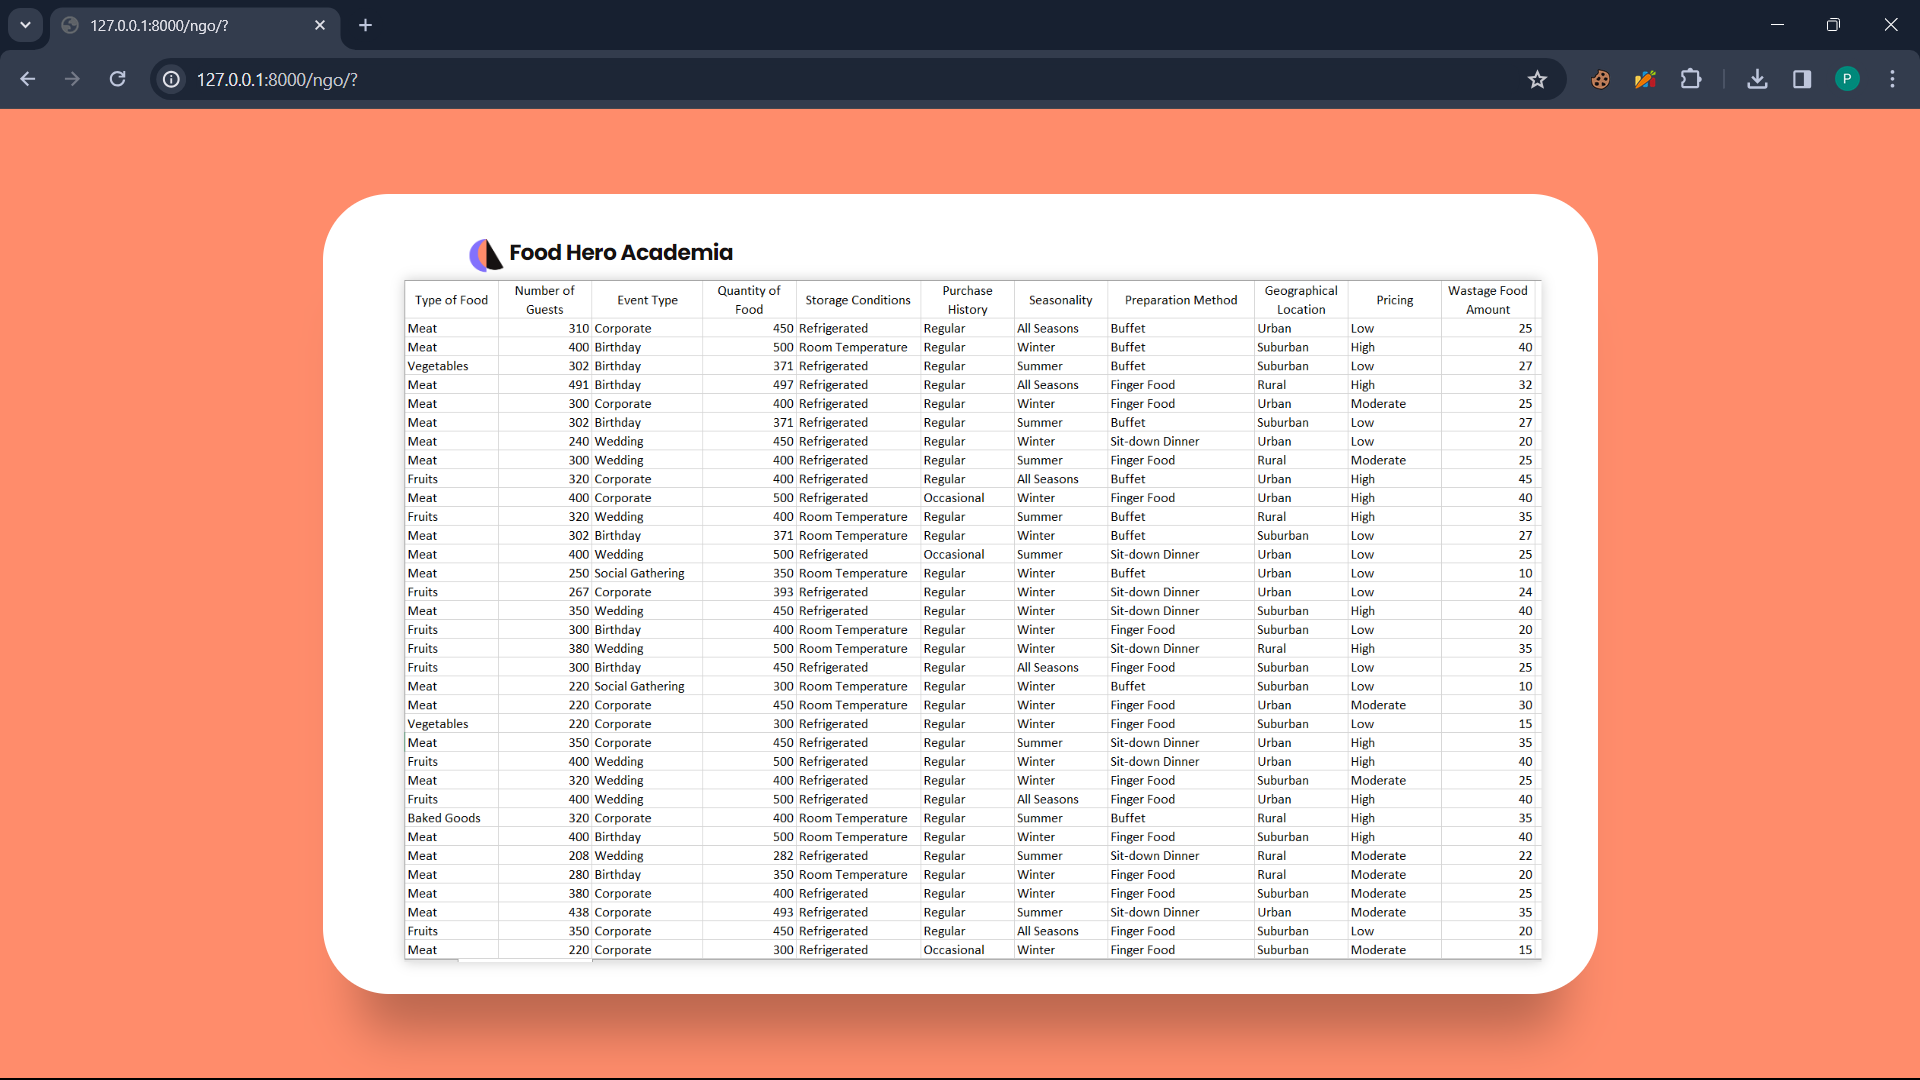 127.0.0.1:8000/ngo/?
127.0.0.1:8000/ngo/?
P
Food Hero Academia
Type of Food Number of Guests Event Type Quantity of Food Storage Conditions Purchase History Seasonality Preparation Method Geographical Location Pricing Wastage Food Amount
Meat 310 Corporate 450 Refrigerated Regular All Seasons Buffet Urban Low 25
Meat 400 Birthday 500 Room Temperature Regular Winter Buffet Suburban High 40
Vegetables 302 Birthday 371 Refrigerated Regular Summer Buffet Suburban Low 27
Meat 491 Birthday 497 Refrigerated Regular All Seasons Finger Food Rural High 32
Meat 300 Corporate 400 Refrigerated Regular Winter Finger Food Urban Moderate 25
Meat 302 Birthday 371 Refrigerated Regular Summer Buffet Suburban Low 27
Meat 240 Wedding 450 Refrigerated Regular Winter Sit-down Dinner Urban Low 20
Meat 300 Wedding 400 Refrigerated Regular Summer Finger Food Rural Moderate 25
Fruits 320 Corporate 400 Refrigerated Regular All Seasons Buffet Urban High 45
Meat 400 Corporate 500 Refrigerated Occasional Winter Finger Food Urban High 40
Fruits 320 Wedding 400 Room Temperature Regular Summer Buffet Rural High 35
Meat 302 Birthday 371 Room Temperature Regular Winter Buffet Suburban Low 27
Meat 400 Wedding 500 Refrigerated Occasional Summer Sit-down Dinner Urban Low 25
Meat 250 Social Gathering 350 Room Temperature Regular Winter Buffet Urban Low 10
Fruits 267 Corporate 393 Refrigerated Regular Winter Sit-down Dinner Urban Low 24
Meat 350 Wedding 450 Refrigerated Regular Winter Sit-down Dinner Suburban High 40
Fruits 300 Birthday 400 Room Temperature Regular Winter Finger Food Suburban Low 20
Fruits 380 Wedding 500 Room Temperature Regular Winter Sit-down Dinner Rural High 35
Fruits 300 Birthday 450 Refrigerated Regular All Seasons Finger Food Suburban Low 25
Meat 220 Social Gathering 300 Room Temperature Regular Winter Buffet Suburban Low 10
Meat 220 Corporate 450 Room Temperature Regular Winter Finger Food Urban Moderate 30
Vegetables 220 Corporate 300 Refrigerated Regular Winter Finger Food Suburban Low 15
Meat 350 Corporate 450 Refrigerated Regular Summer Sit-down Dinner Urban High 35
Fruits 400 Wedding 500 Refrigerated Regular Winter Sit-down Dinner Urban High 40
Meat 320 Wedding 400 Refrigerated Regular Winter Finger Food Suburban Moderate 25
Fruits 400 Wedding 500 Refrigerated Regular All Seasons Finger Food Urban High 40
Baked Goods 320 Corporate 400 Room Temperature Regular Summer Buffet Rural High 35
Meat 400 Birthday 500 Room Temperature Regular Winter Finger Food Suburban High 40
Meat 208 Wedding 282 Refrigerated Regular Summer Sit-down Dinner Rural Moderate 22
Meat 280 Birthday 350 Room Temperature Regular Winter Finger Food Rural Moderate 20
Meat 380 Corporate 400 Refrigerated Regular Winter Finger Food Suburban Moderate 25
Meat 438 Corporate 493 Refrigerated Regular Summer Sit-down Dinner Urban Moderate 35
Fruits 350 Corporate 450 Refrigerated Regular All Seasons Finger Food Suburban Low 20
Meat 220 Corporate 300 Refrigerated Occasional Winter Finger Food Suburban Moderate 15